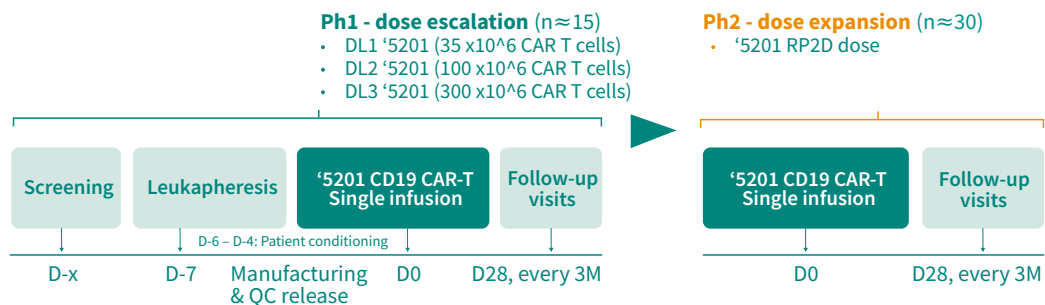 Ph1 - dose escalation (n≈15)
• DL1 ‘5201 (35 x10^6 CAR T cells)
• DL2 ‘5201 (100 x10^6 CAR T cells)
• DL3 ‘5201 (300 x10^6 CAR T cells)
Ph2 - dose expansion (n≈30)
• ‘5201 RP2D dose
Screening
Leukapheresis
‘5201 CD19 CAR-T
Single infusion
Follow-up
visits
‘5201 CD19 CAR-T
Single infusion
Follow-up
visits
D-6 – D-4: Patient conditioning
D-x
D-7
Manufacturing
& QC release
D0
D28, every 3M
D0
D28, every 3M